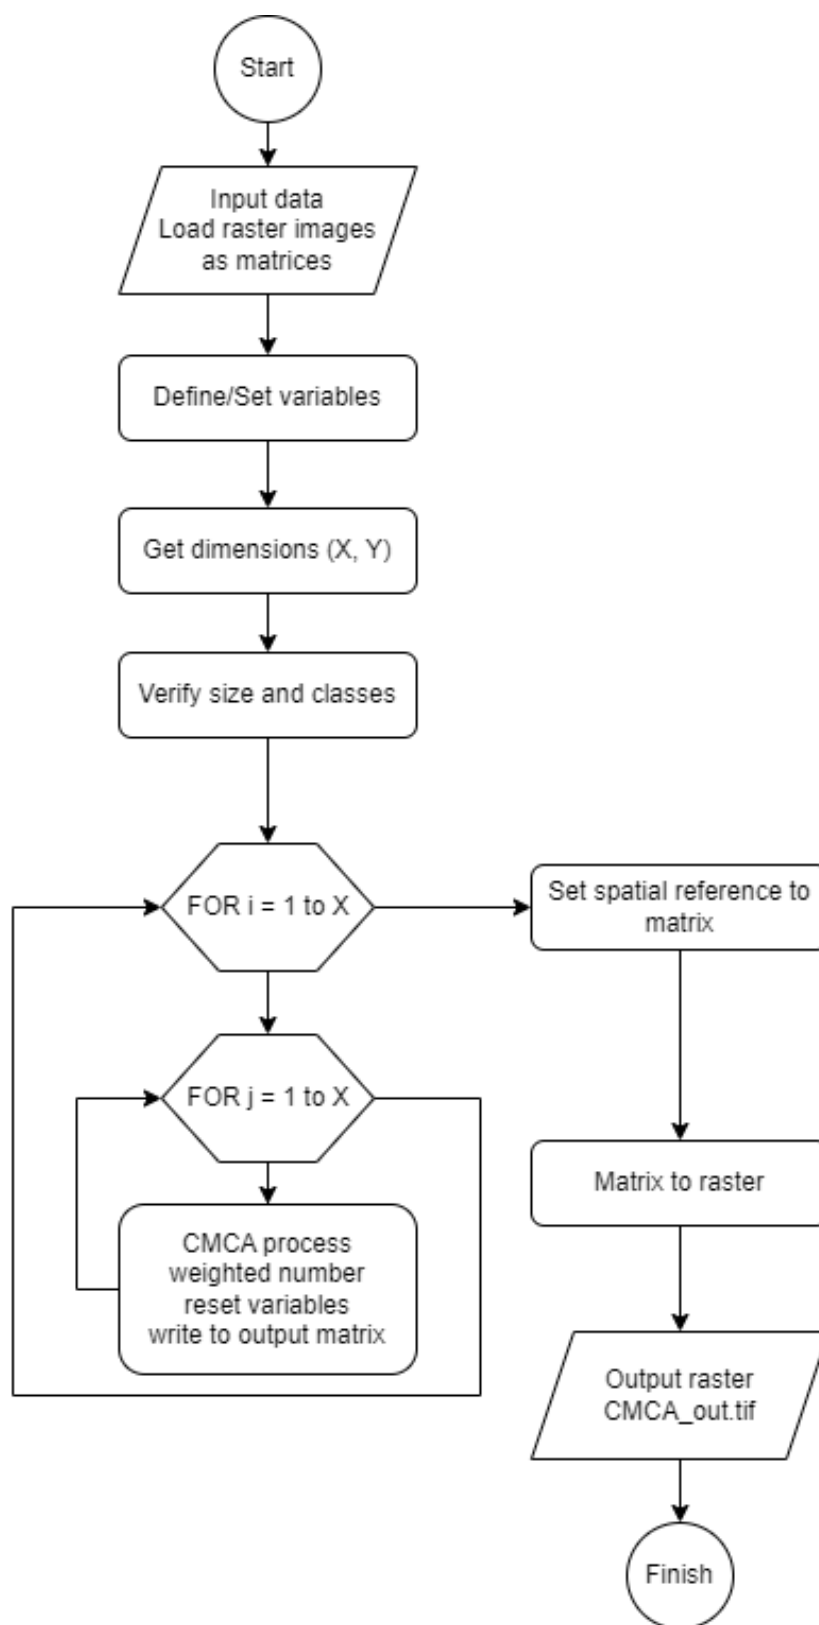 Start
Input data
Load raster images
as matrices
Define/Set variables
Get dimensions (X, Y)
Verify size and classes
FOR i = 1 to X
FOR j = 1 to X
CMCA process
weighted number
reset variables
write to output matrix
Set spatial reference to
matrix
Matrix to raster
Output raster
CMCA_out.tif
Finish